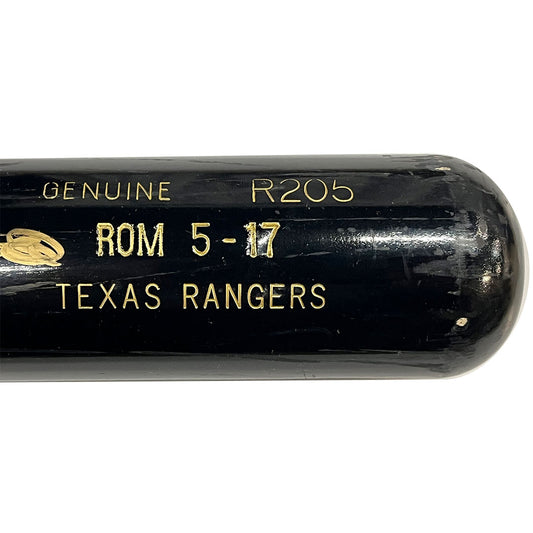 GENUINE R205
ROM 5-17
TEXAS RANGERS